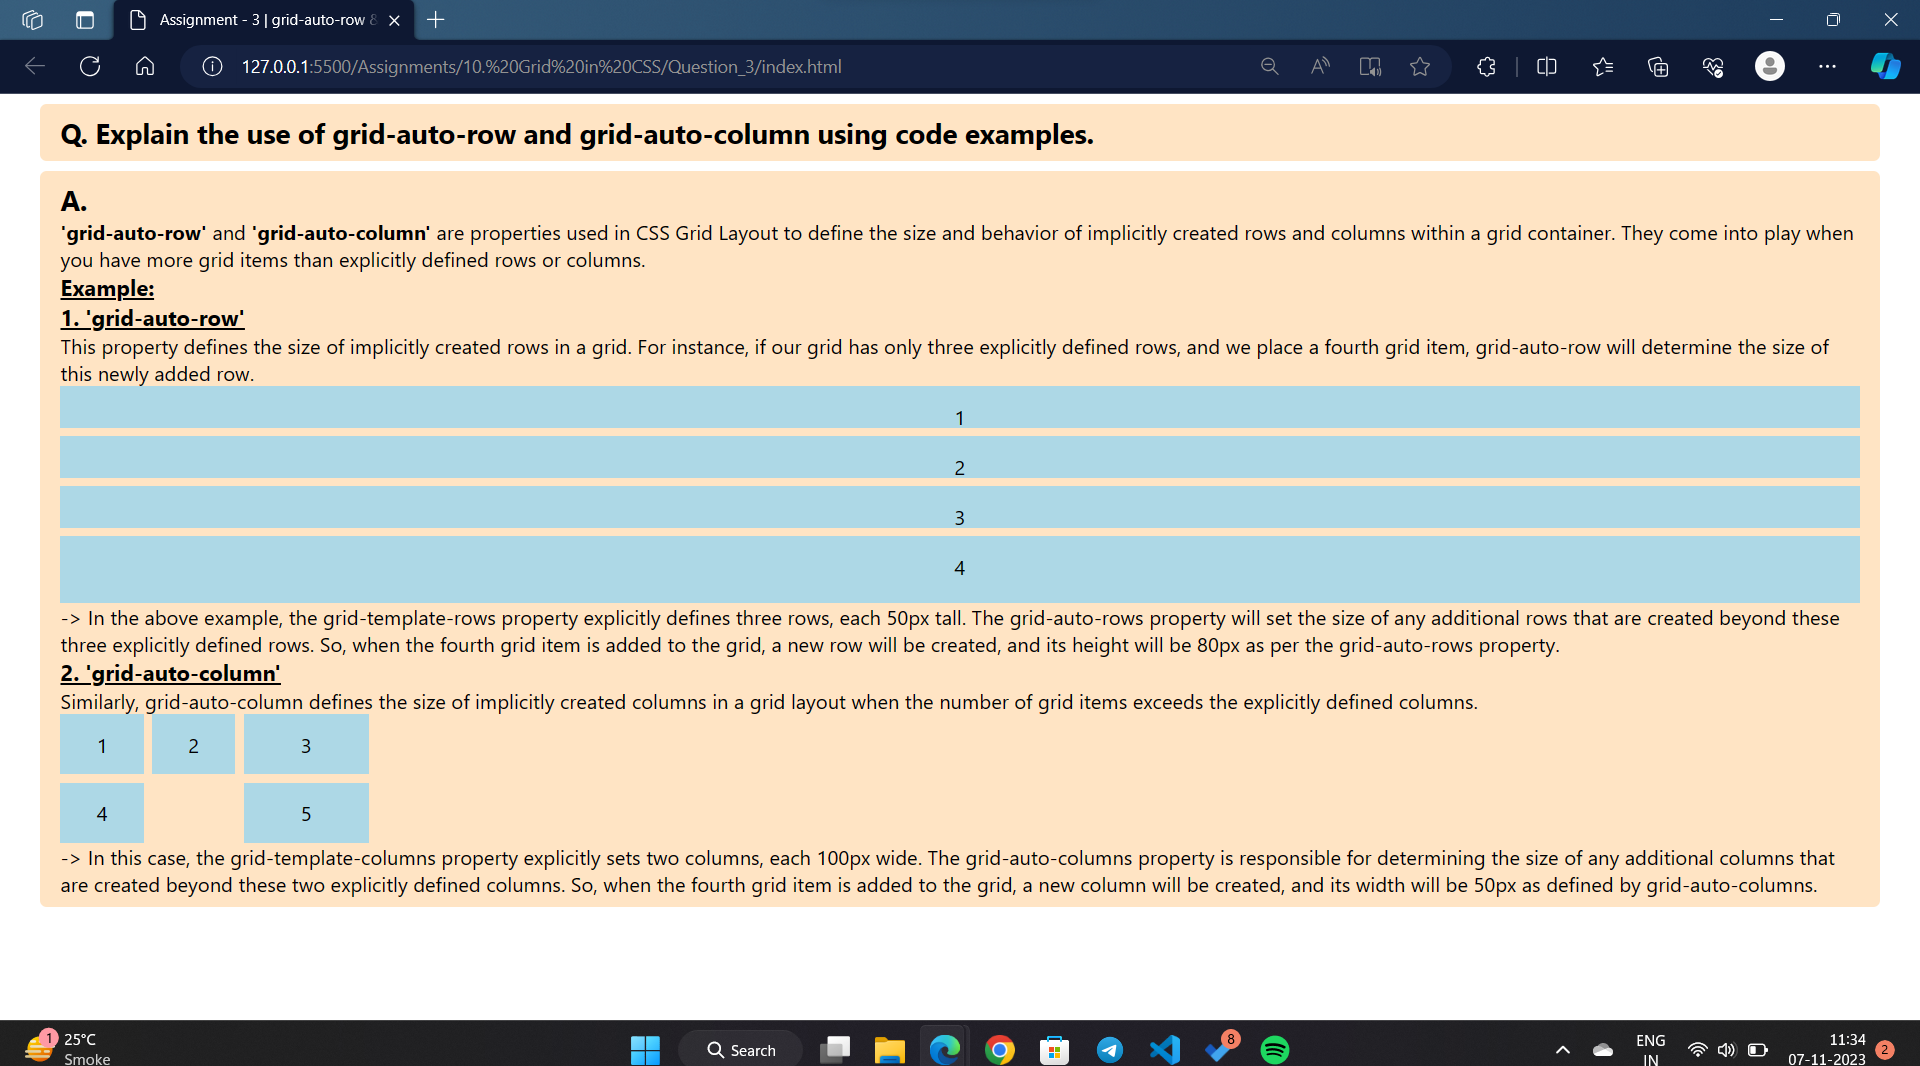 Assignment - 3 | grid-auto-row &
127.0.0.1:5500/Assignments/10.%20Grid%20in%20CSS/Question_3/index.html
Q. Explain the use of grid-auto-row and grid-auto-column using code examples.
A.
'grid-auto-row' and 'grid-auto-column' are properties used in CSS Grid Layout to define the size and behavior of implicitly created rows and columns within a grid container. They come into play when
you have more grid items than explicitly defined rows or columns.
Example:
1. 'grid-auto-row'
This property defines the size of implicitly created rows in a grid. For instance, if our grid has only three explicitly defined rows, and we place a fourth grid item, grid-auto-row will determine the size of
this newly added row.
1
2
3
4
-> In the above example, the grid-template-rows property explicitly defines three rows, each 50px tall. The grid-auto-rows property will set the size of any additional rows that are created beyond these
three explicitly defined rows. So, when the fourth grid item is added to the grid, a new row will be created, and its height will be 80px as per the grid-auto-rows property.
2. 'grid-auto-column'
Similarly, grid-auto-column defines the size of implicitly created columns in a grid layout when the number of grid items exceeds the explicitly defined columns.
1 2 3
4 5
-> In this case, the grid-template-columns property explicitly sets two columns, each 100px wide. The grid-auto-columns property is responsible for determining the size of any additional columns that
are created beyond these two explicitly defined columns. So, when the fourth grid item is added to the grid, a new column will be created, and its width will be 50px as defined by grid-auto-columns.
1 25°C
Smoke
Search
8
ENG
IN
11:34
07-11-2023
2